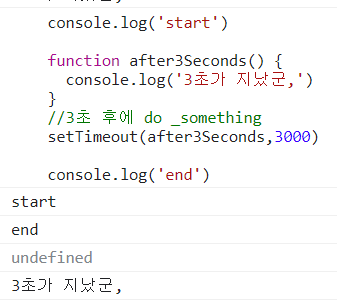 console.log('start')
function after3Seconds() {
console.log('3초가 지났군,')
}
//3초 후에 do _something
setTimeout(after3Seconds,3000)
console.log('end')
start
end
undefined
3초가 지났군,